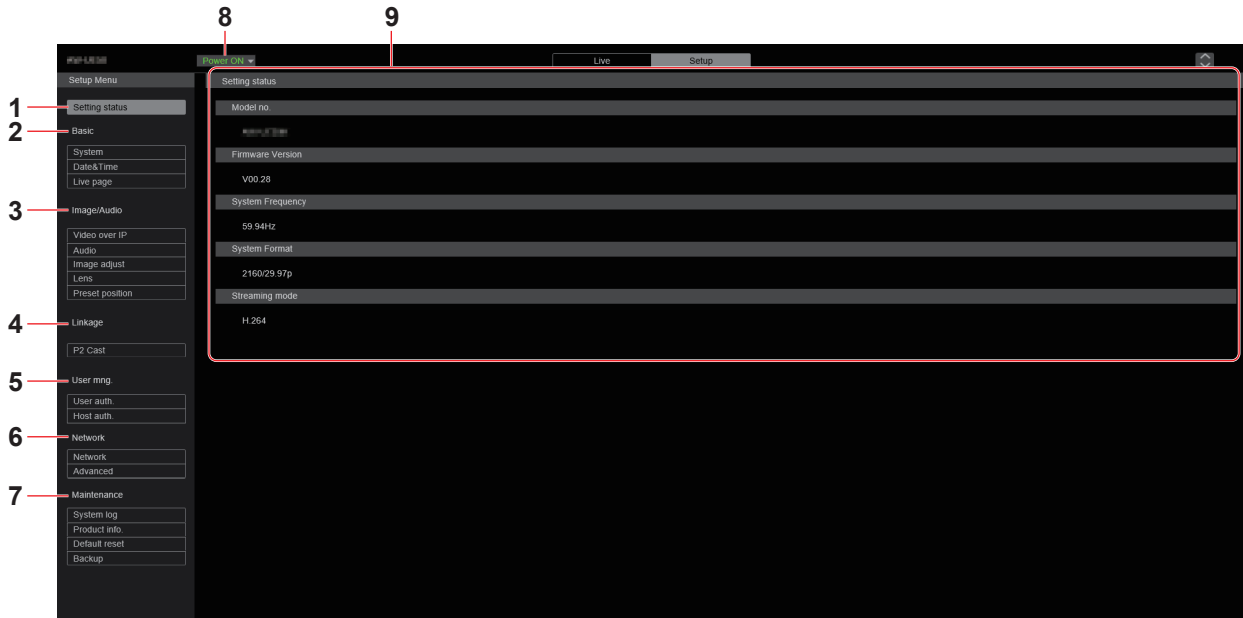 8 9
Power ON Live Setup
Setup Menu Setting status
1 Setting status Model no.
2 Basic
System Firmware Version
Date&Time
Live page V00.28
System Frequency
3 Image/Audio
59.94Hz
Video over IP
Audio System Format
Image adjust
Lens 2160/29.97p
Preset position Streaming mode
4 Linkage H.264
P2 Cast
5 User mng.
User auth.
Host auth.
6 Network
Network
Advanced
7 Maintenance
System log
Product info.
Default reset
Backup